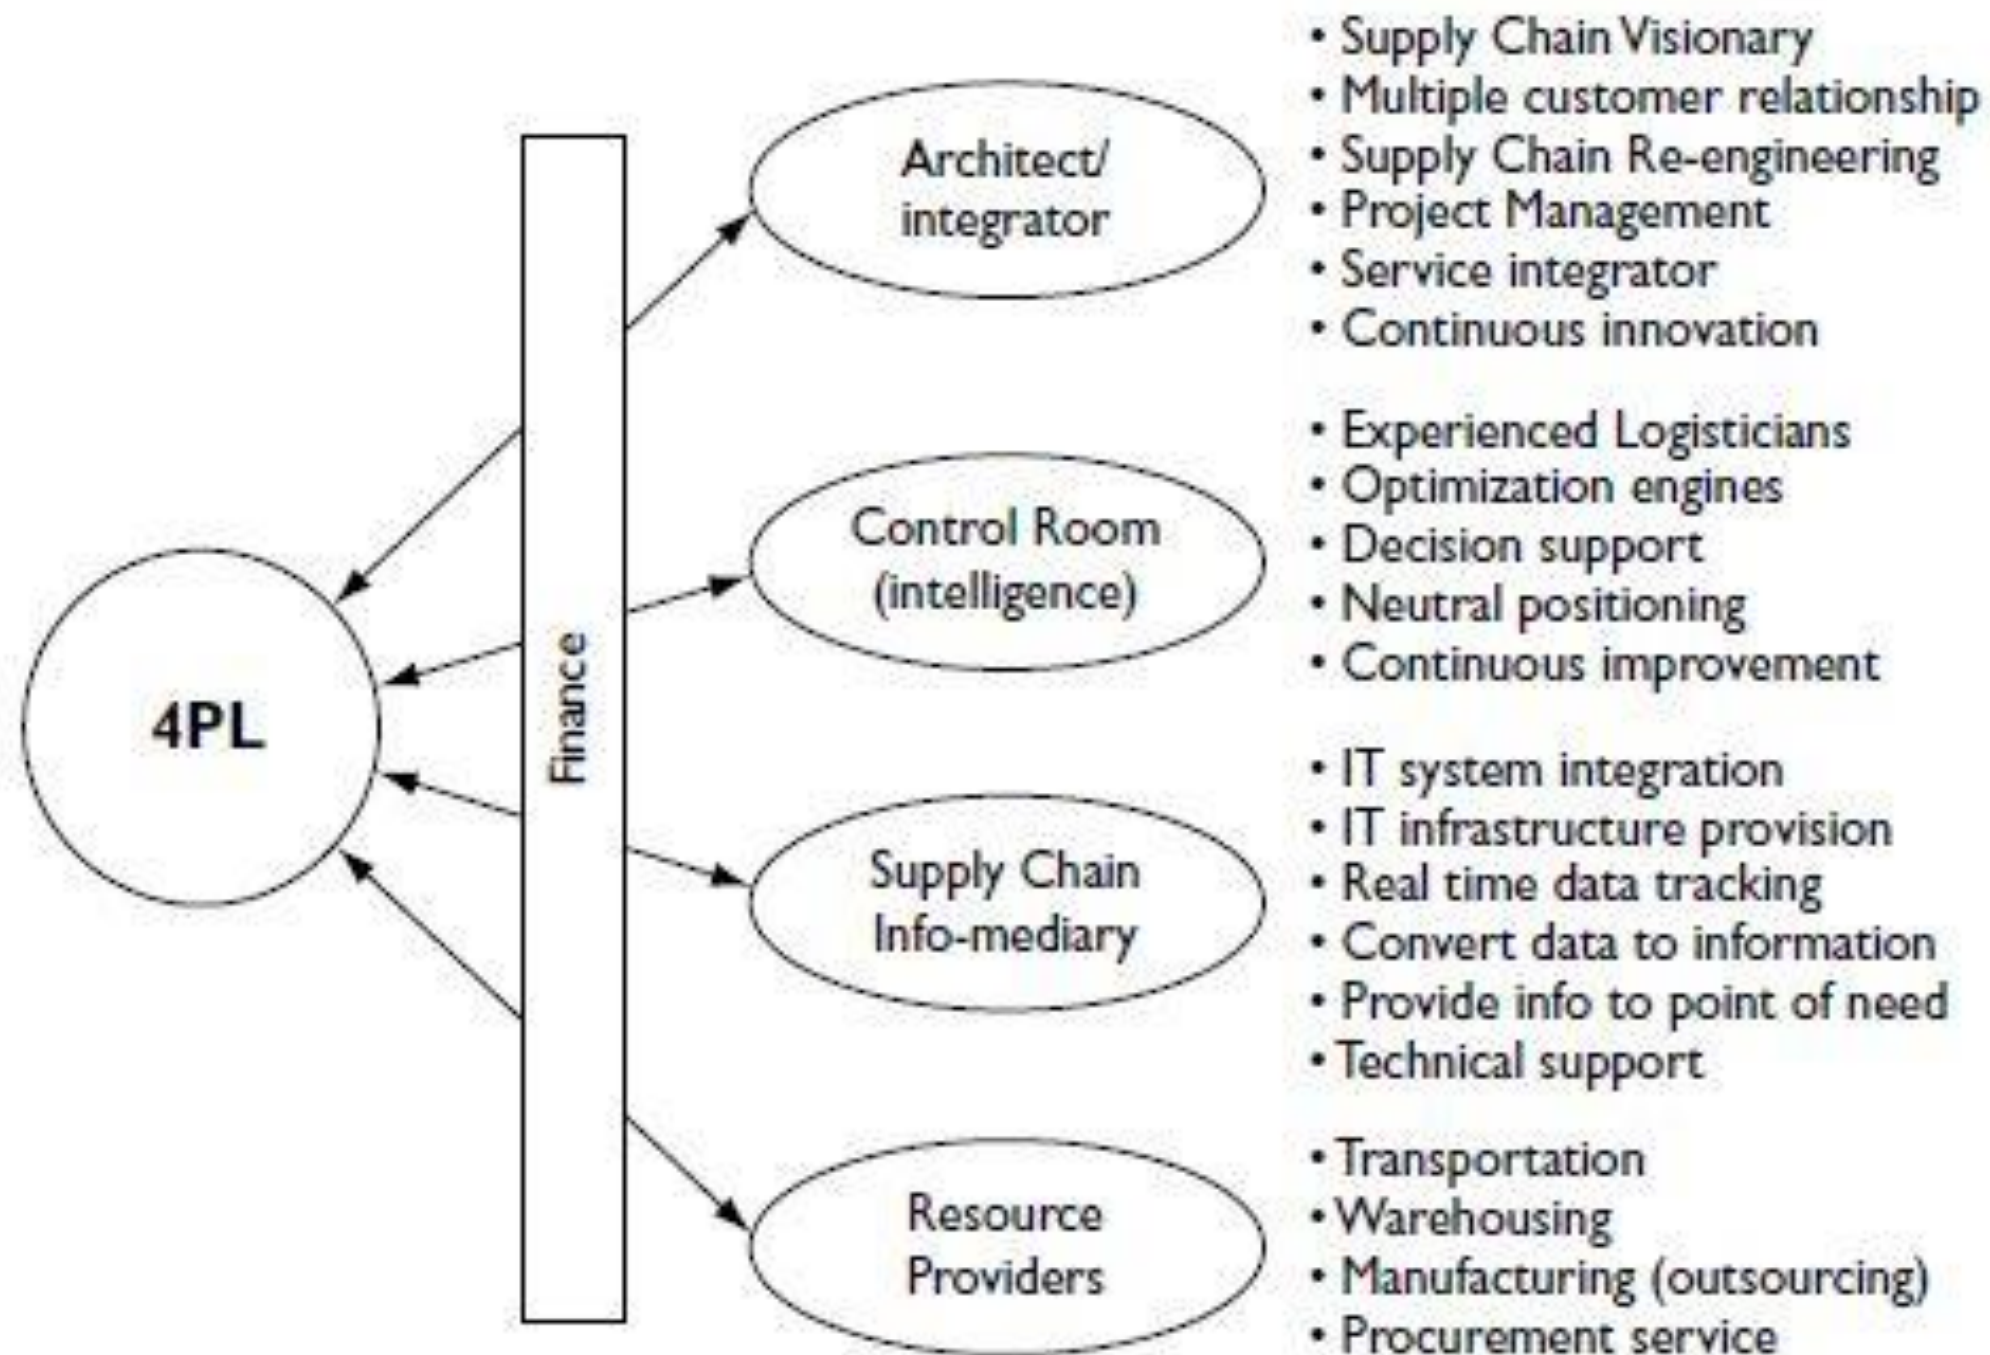 4PL
Finance
Architect/
integrator
• Supply Chain Visionary
• Multiple customer relationship
• Supply Chain Re-engineering
• Project Management
• Service integrator
• Continuous innovation
Control Room
(intelligence)
• Experienced Logisticians
• Optimization engines
• Decision support
• Neutral positioning
• Continuous improvement
Supply Chain
Info-mediary
• IT system integration
• IT infrastructure provision
• Real time data tracking
• Convert data to information
• Provide info to point of need
• Technical support
Resource
Providers
• Transportation
• Warehousing
• Manufacturing (outsourcing)
• Procurement service